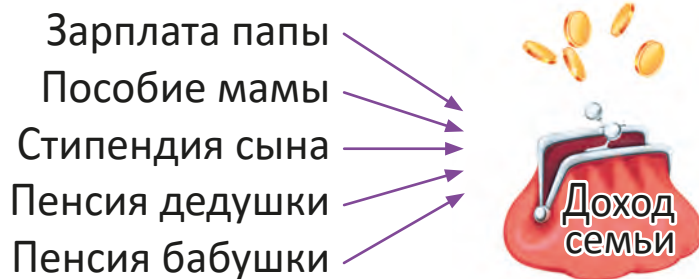 Зарплата папы
Пособие мамы
Стипендия сына
Пенсия дедушки
Пенсия бабушки
Доход
семьи